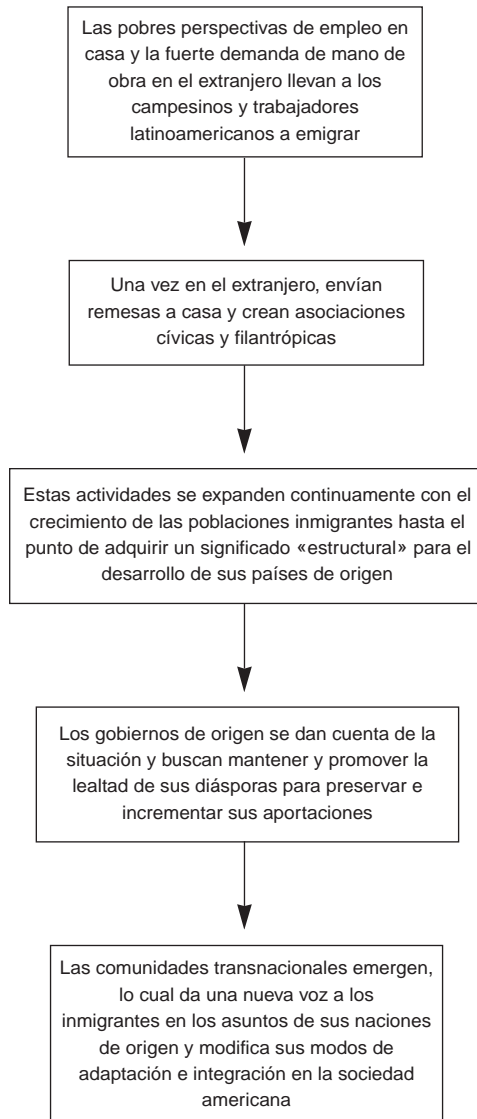 Las pobres perspectivas de empleo en
casa y la fuerte demanda de mano de
obra en el extranjero llevan a los
campesinos y trabajadores
latinoamericanos a emigrar
Una vez en el extranjero, envían
remesas a casa y crean asociaciones
cívicas y filantrópicas
Estas actividades se expanden continuamente con el
crecimiento de las poblaciones inmigrantes hasta el
punto de adquirir un significado «estructural» para el
desarrollo de sus países de origen
Los gobiernos de origen se dan cuenta de la
situación y buscan mantener y promover la
lealtad de sus diásporas para preservar e
incrementar sus aportaciones
Las comunidades transnacionales emergen,
lo cual da una nueva voz a los
inmigrantes en los asuntos de sus naciones
de origen y modifica sus modos de
adaptación e integración en la sociedad
americana